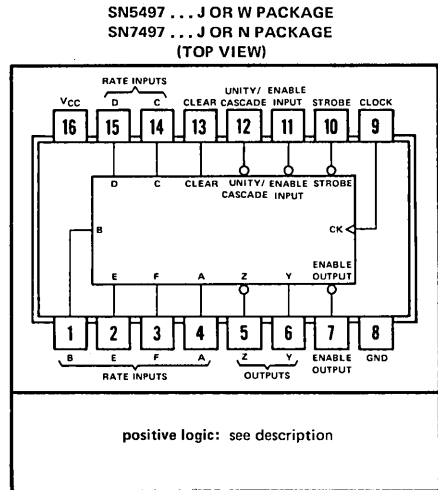 SN5497 ... J OR W PACKAGE
SN7497 ... J OR N PACKAGE
(TOP VIEW)
RATE INPUTS
VCC D C CLEAR UNITY/ CASCADE ENABLE INPUT STROBE CLOCK
16 15 14 13 12 11 10 9
D C CLEAR UNITY/ CASCADE ENABLE INPUT STROBE
B CK
ENABLE OUTPUT
E F A Z Y
1 2 3 4 5 6 7 8
B E F A Z Y ENABLE OUTPUT GND
RATE INPUTS OUTPUTS
positive logic: see description